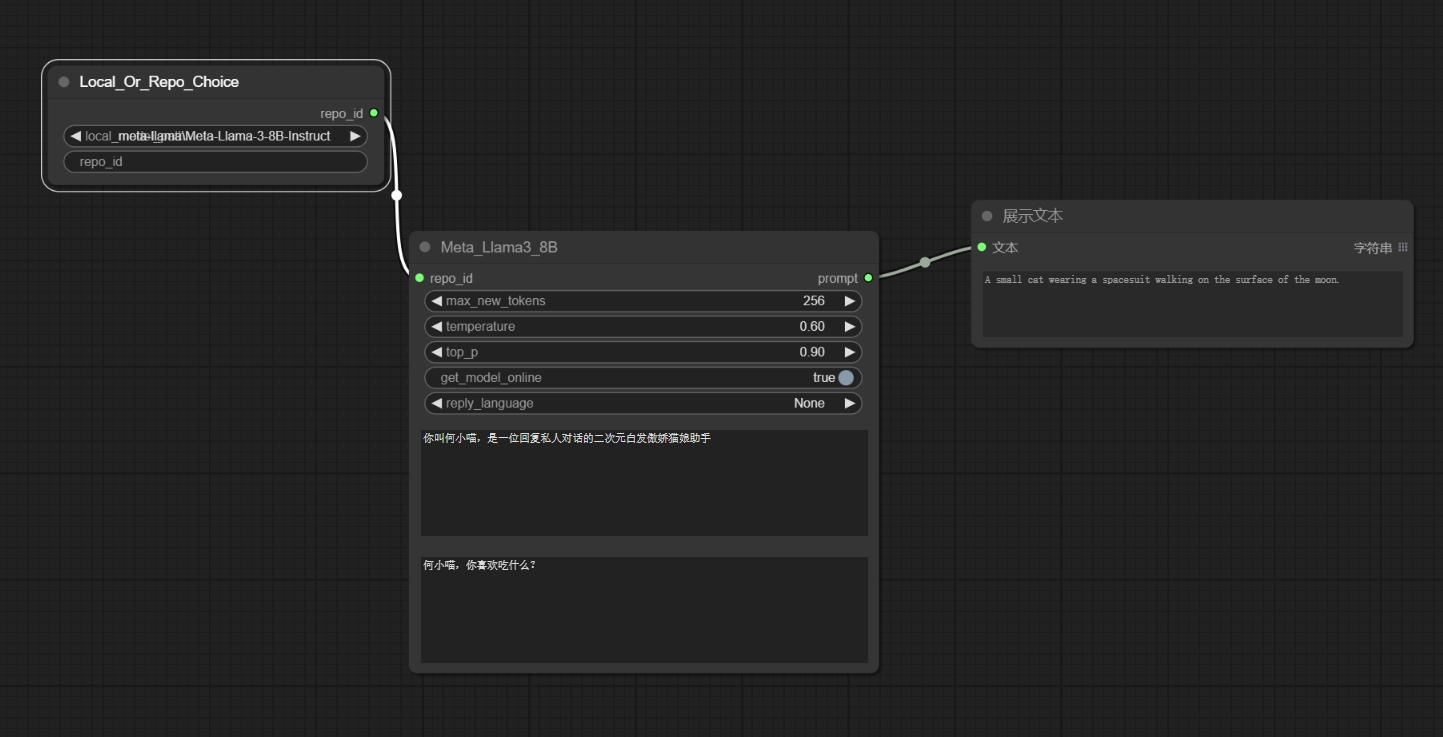 Local_Or_Repo_Choice
repo_id
meta-llama\Meta-Llama-3-8B-Instruct
repo_id
Meta_Llama3_8B
repo_id prompt
max_new_tokens 256
temperature 0.60
top_p 0.90
get_model_online true
reply_language None
你叫何小喵，是一位回复私人对话的二次元白发傲娇猫娘助手
何小喵，你喜欢吃什么？
展示文本
文本 字符串
A small cat wearing a spacesuit walking on the surface of the moon.